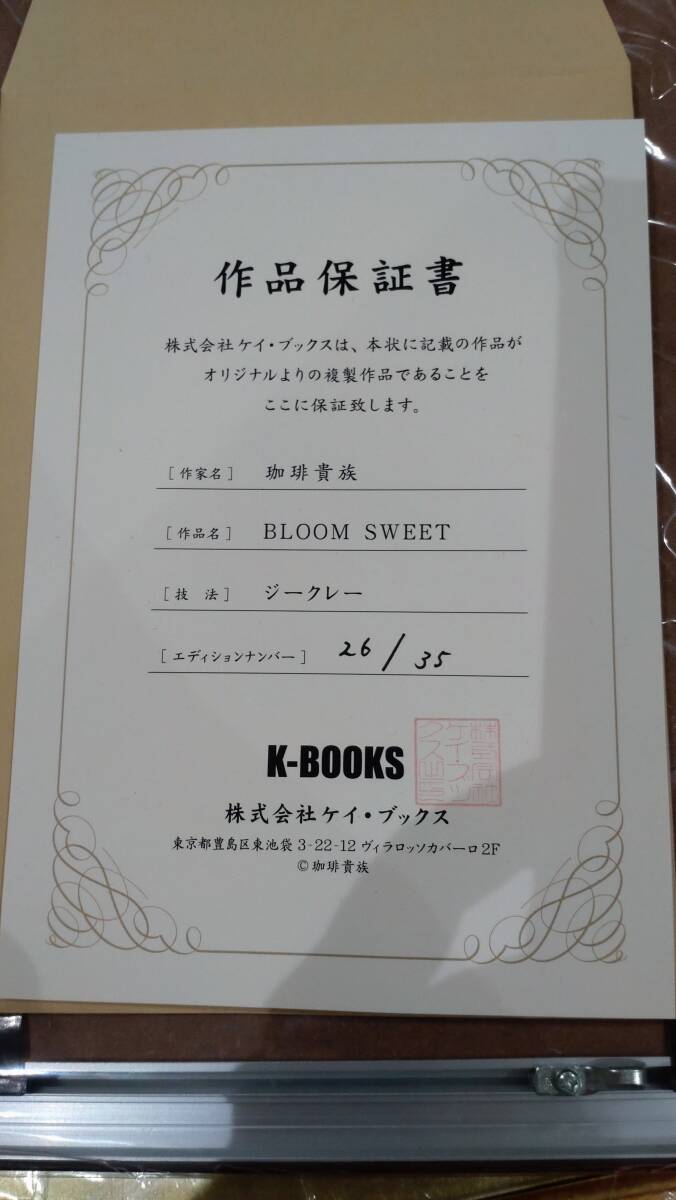 作品保証書
株式会社ケイ・ブックスは、本状に記載の作品が
オリジナルよりの複製作品であることを
ここに保証致します。
[作家名] 珈琲貴族
[作品名] BLOOM SWEET
[技 法] ジークレー
[エディションナンバー] 26/35
K-BOOKS
株式会社ケイ・ブックス
東京都豊島区東池袋 3-22-12 ヴィラロッソカバーロ2F
©珈琲貴族